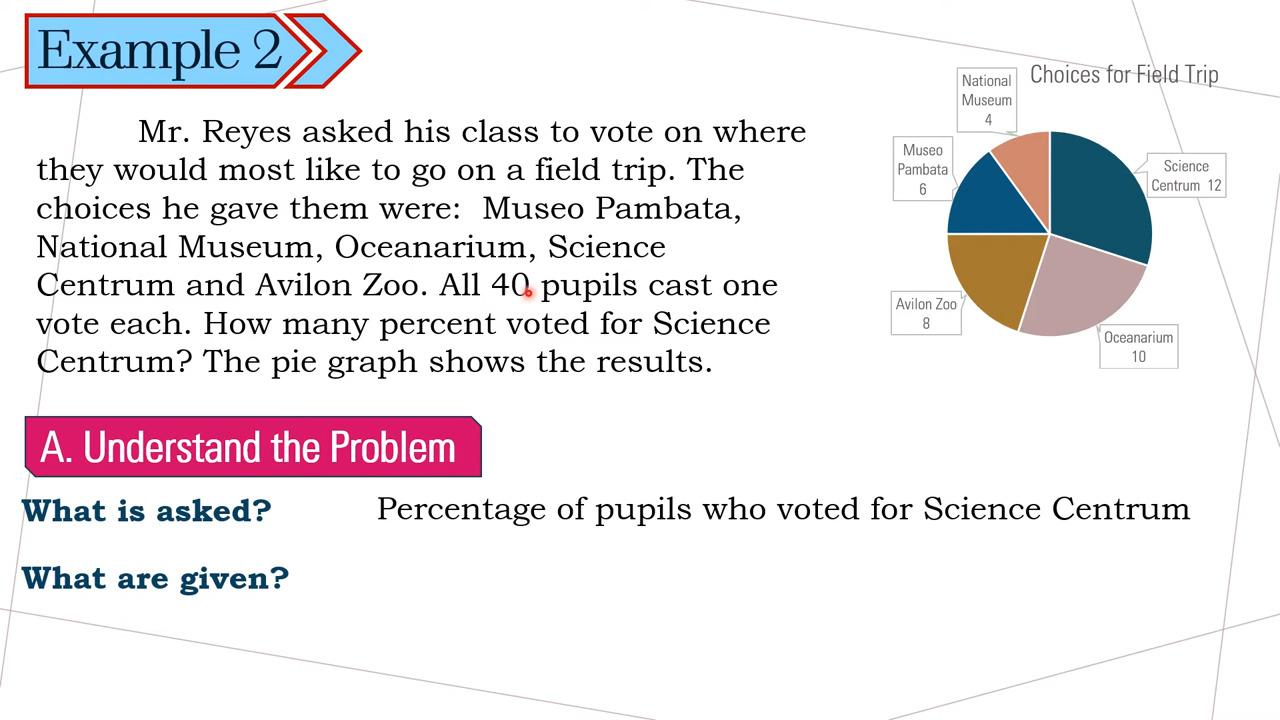 Example 2
Mr. Reyes asked his class to vote on where
they would most like to go on a field trip. The
choices he gave them were: Museo Pambata,
National Museum, Oceanarium, Science
Centrum and Avilon Zoo. All 40 pupils cast one
vote each. How many percent voted for Science
Centrum? The pie graph shows the results.
Choices for Field Trip
National
Museum
4
Museo
Pambata
6
Science
Centrum 12
Avilon Zoo
8
Oceanarium
10
A. Understand the Problem
What is asked?
Percentage of pupils who voted for Science Centrum
What are given?